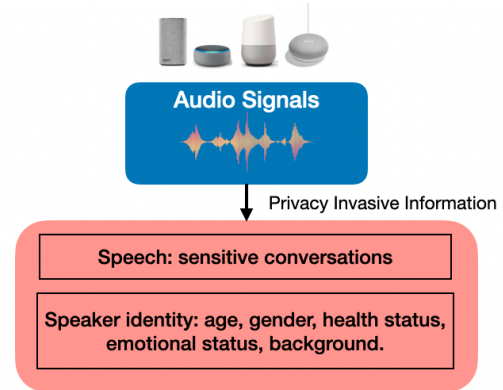 Audio Signals
Privacy Invasive Information
Speech: sensitive conversations
Speaker identity: age, gender, health status,
emotional status, background.